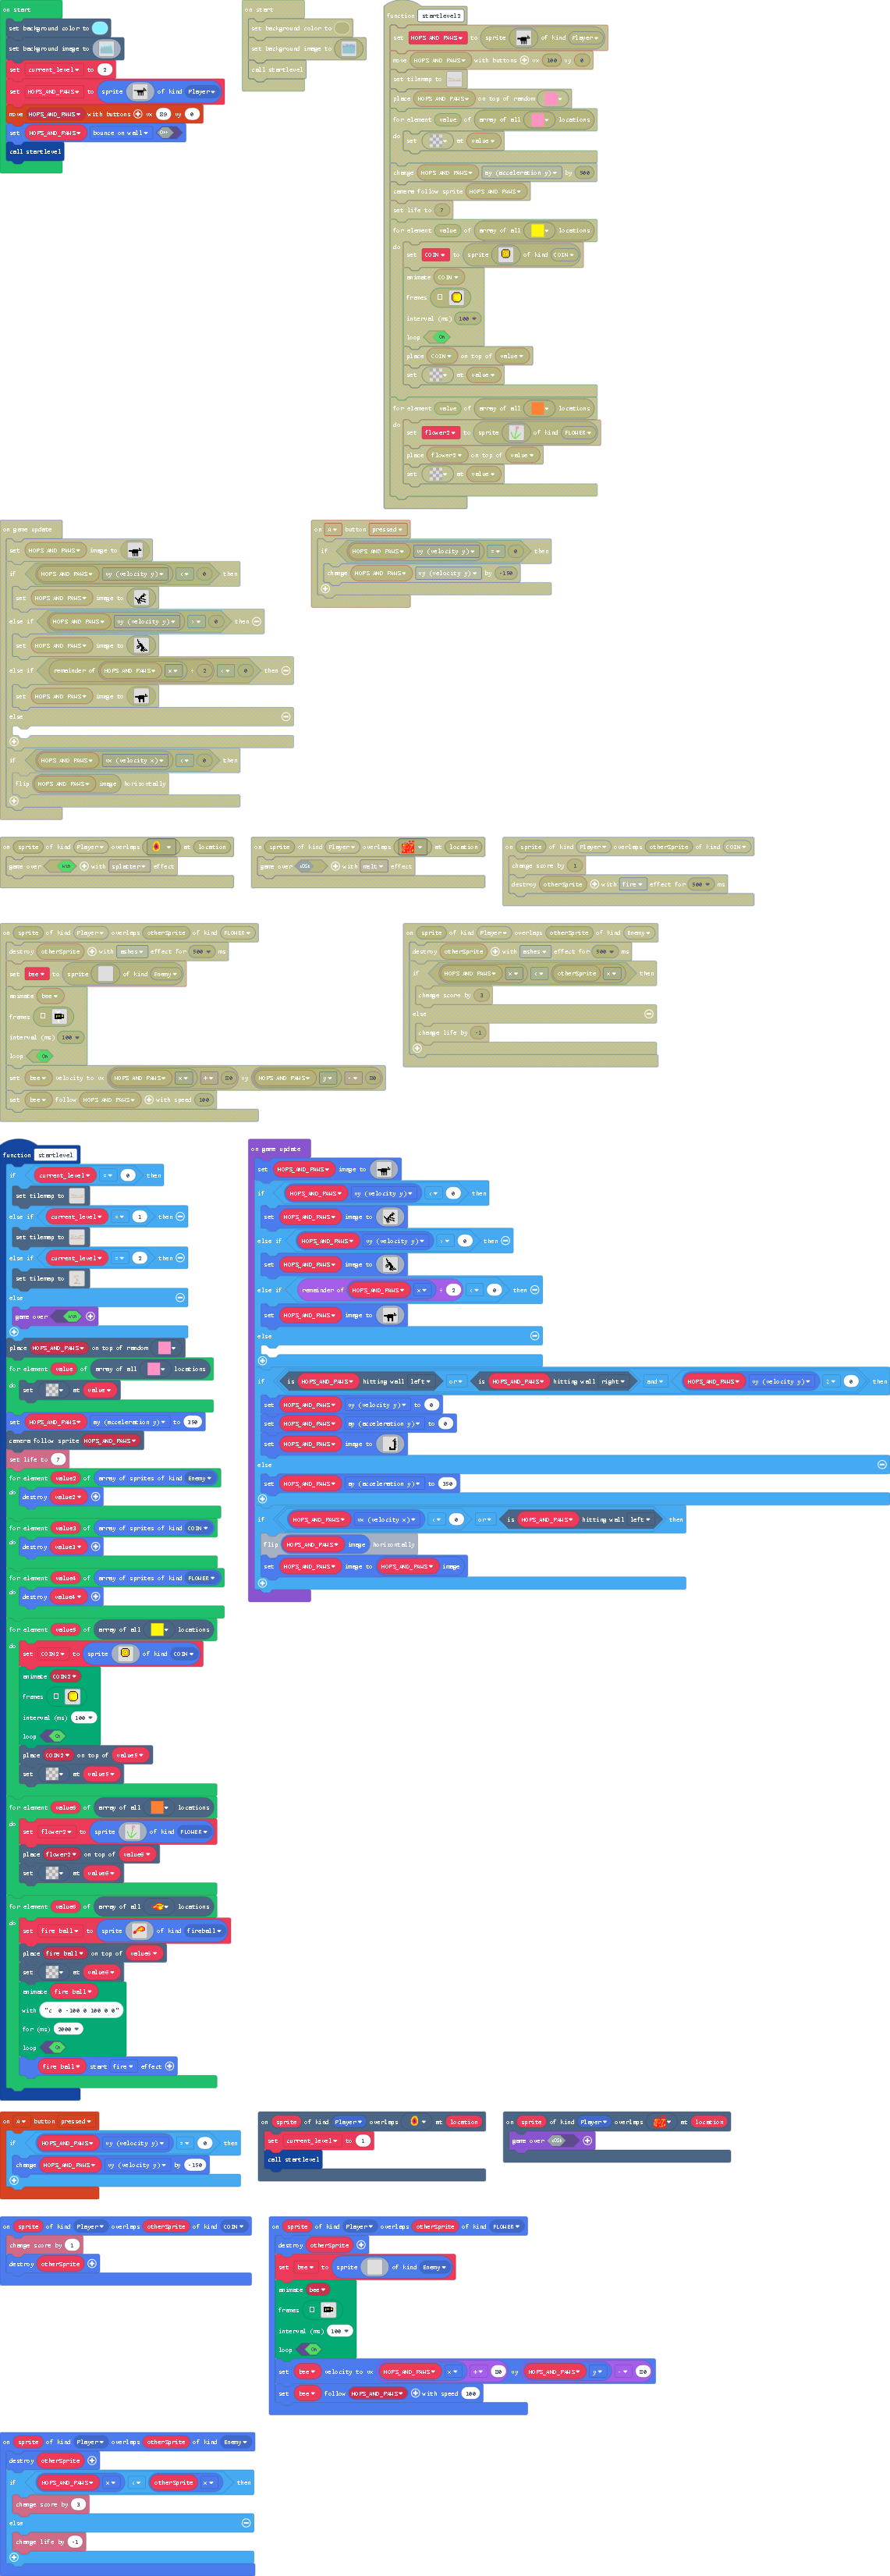 on start
set background color to
set background image to
set current_level to 2
set HOPS_AND_PAWS to sprite of kind Player
move HOPS_AND_PAWS with buttons vx 89 vy 0
set HOPS_AND_PAWS bounce on wall
call startlevel
on start
set background color to
set background image to
call startlevel
function startlevel2
set HOPS AND PAWS to sprite of kind Player
move HOPS AND PAWS with buttons vx 100 vy 0
set tilemap to
place HOPS AND PAWS on top of random
for element value of array of all locations
do
set at value
change HOPS AND PAWS ay (acceleration y) by 500
camera follow sprite HOPS AND PAWS
set life to 7
for element value of array of all locations
do
set COIN to sprite of kind COIN
animate COIN
frames
interval (ms) 100
loop On
place COIN on top of value
set at value
for element value of array of all locations
do
set flower2 to sprite of kind FLOWER
place flower2 on top of value
set at value
on game update
set HOPS AND PAWS image to
if HOPS AND PAWS vy (velocity y) < 0 then
set HOPS AND PAWS image to
else if HOPS AND PAWS vy (velocity y) > 0 then
set HOPS AND PAWS image to
else if remainder of HOPS AND PAWS x ÷ 2 < 0 then
set HOPS AND PAWS image to
else
if HOPS AND PAWS vx (velocity x) < 0 then
flip HOPS AND PAWS image horizontally
on A button pressed
if HOPS AND PAWS vy (velocity y) = 0 then
change HOPS AND PAWS vy (velocity y) by -150
on sprite of kind Player overlaps at location
game over WIN with splatter effect
on sprite of kind Player overlaps at location
game over LOSE with melt effect
on sprite of kind Player overlaps otherSprite of kind COIN
change score by 1
destroy otherSprite with fire effect for 500 ms
on sprite of kind Player overlaps otherSprite of kind FLOWER
destroy otherSprite with ashes effect for 500 ms
set bee to sprite of kind Enemy
animate bee
frames
interval (ms) 100
loop On
set bee velocity to vx HOPS AND PAWS x + 80 vy HOPS AND PAWS y - 80
set bee follow HOPS AND PAWS with speed 100
on sprite of kind Player overlaps otherSprite of kind Enemy
destroy otherSprite with ashes effect for 500 ms
if HOPS AND PAWS x < otherSprite x then
change score by 3
else
change life by -1
function startlevel
if current_level = 0 then
set tilemap to
else if current_level = 1 then
set tilemap to
else if current_level = 2 then
set tilemap to
else
game over WIN
place HOPS_AND_PAWS on top of random
for element value of array of all locations
do
set at value
set HOPS_AND_PAWS ay (acceleration y) to 350
camera follow sprite HOPS_AND_PAWS
set life to 7
for element value2 of array of sprites of kind Enemy
do
destroy value2
for element value3 of array of sprites of kind COIN
do
destroy value3
for element value4 of array of sprites of kind FLOWER
do
destroy value4
for element value5 of array of all locations
do
set COIN2 to sprite of kind COIN
animate COIN2
frames
interval (ms) 100
loop On
place COIN2 on top of value5
set at value5
for element value6 of array of all locations
do
set flower2 to sprite of kind FLOWER
place flower2 on top of value6
set at value6
for element value6 of array of all locations
do
set fire ball to sprite of kind fireball
place fire ball on top of value6
set at value6
animate fire ball
with "c 0 -100 0 100 0 0"
for (ms) 2000
loop On
fire ball start fire effect
on game update
set HOPS_AND_PAWS image to
if HOPS_AND_PAWS vy (velocity y) < 0 then
set HOPS_AND_PAWS image to
else if HOPS_AND_PAWS vy (velocity y) > 0 then
set HOPS_AND_PAWS image to
else if remainder of HOPS_AND_PAWS x ÷ 2 < 0 then
set HOPS_AND_PAWS image to
else
if is HOPS_AND_PAWS hitting wall left or is HOPS_AND_PAWS hitting wall right and HOPS_AND_PAWS vy (velocity y) ≥ 0 then
set HOPS_AND_PAWS vy (velocity y) to 0
set HOPS_AND_PAWS ay (acceleration y) to 0
set HOPS_AND_PAWS image to
else
set HOPS_AND_PAWS ay (acceleration y) to 350
if HOPS_AND_PAWS vx (velocity x) < 0 or is HOPS_AND_PAWS hitting wall left then
flip HOPS_AND_PAWS image horizontally
set HOPS_AND_PAWS image to HOPS_AND_PAWS image
on A button pressed
if HOPS_AND_PAWS vy (velocity y) = 0 then
change HOPS_AND_PAWS vy (velocity y) by -150
on sprite of kind Player overlaps at location
set current_level to 1
call startlevel
on sprite of kind Player overlaps at location
game over LOSE
on sprite of kind Player overlaps otherSprite of kind COIN
change score by 1
destroy otherSprite
on sprite of kind Player overlaps otherSprite of kind FLOWER
destroy otherSprite
set bee to sprite of kind Enemy
animate bee
frames
interval (ms) 100
loop On
set bee velocity to vx HOPS_AND_PAWS x + 80 vy HOPS_AND_PAWS y - 80
set bee follow HOPS_AND_PAWS with speed 100
on sprite of kind Player overlaps otherSprite of kind Enemy
destroy otherSprite
if HOPS_AND_PAWS x < otherSprite x then
change score by 3
else
change life by -1